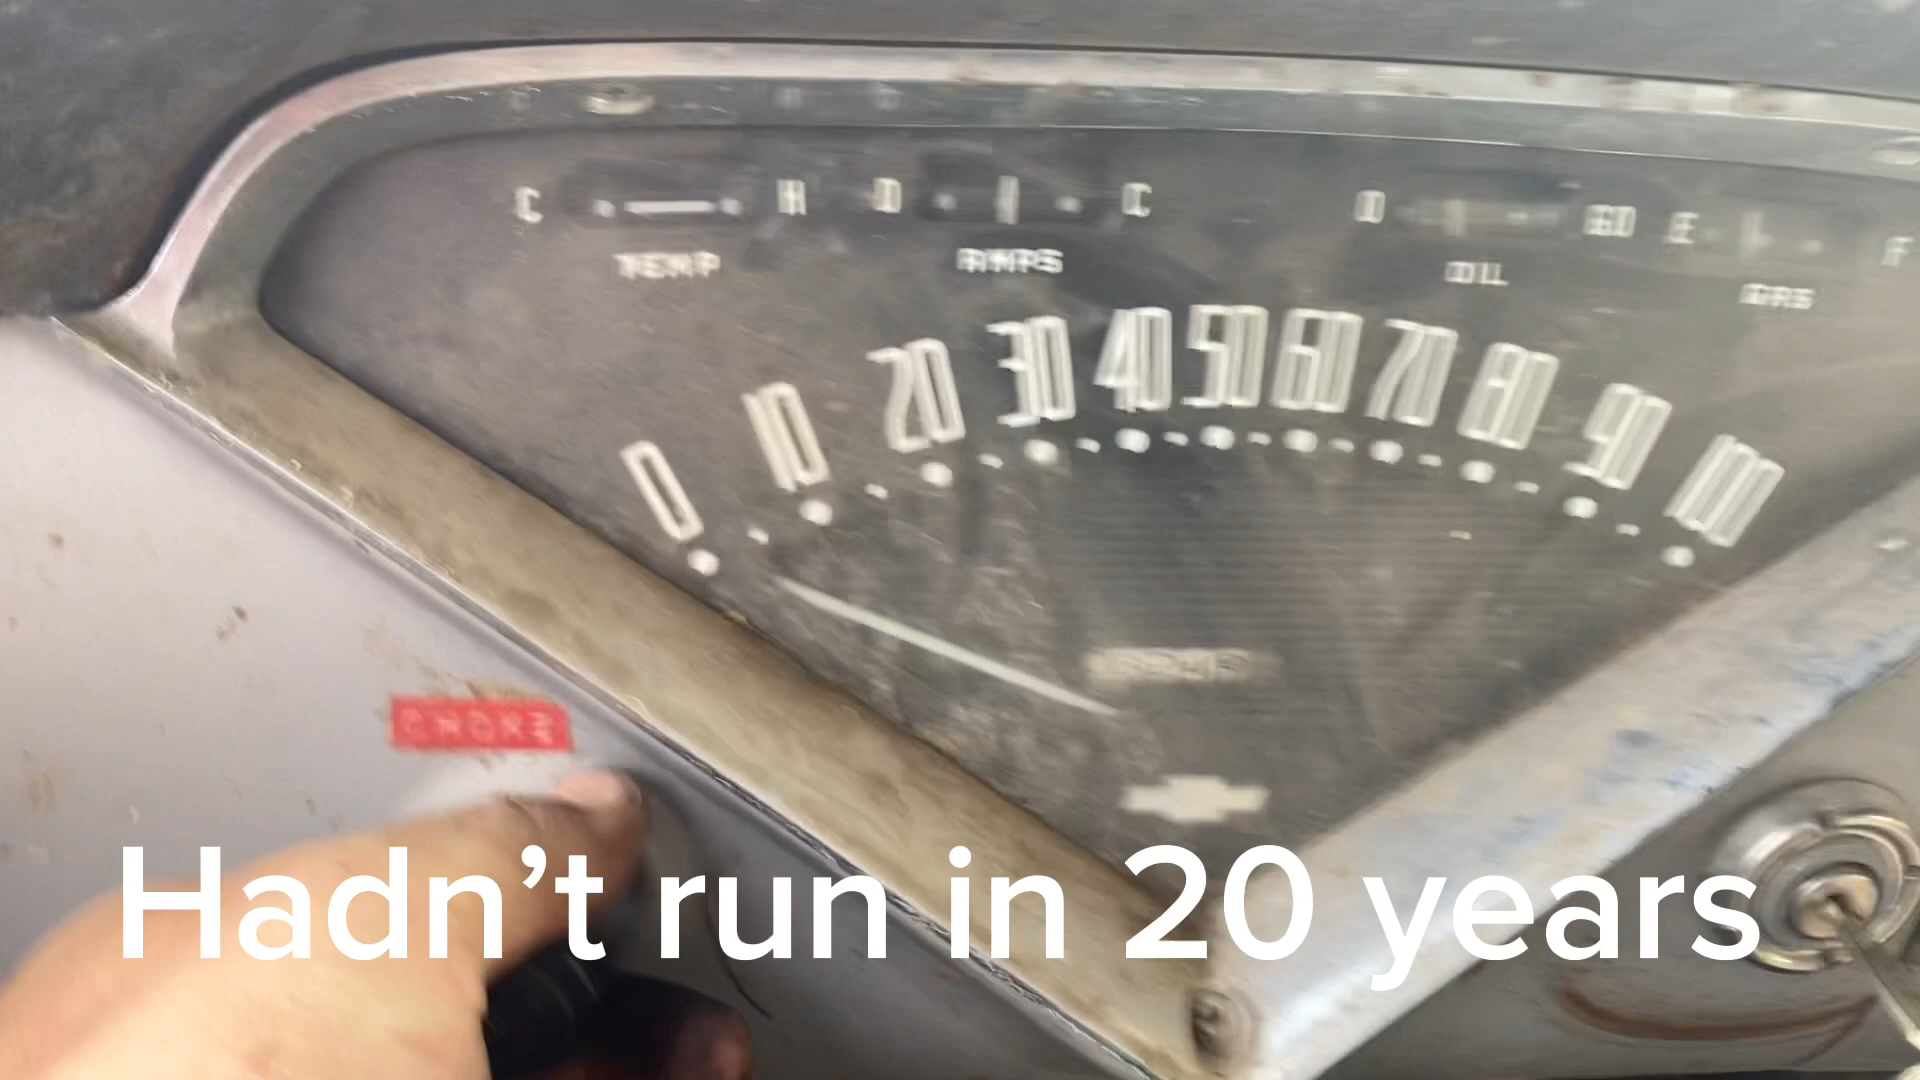 C H D C 0 60 E F
TEMP AMPS OIL GAS
0 10 20 30 40 50 60 70 80 90 100
CHOKE
Hadn’t run in 20 years